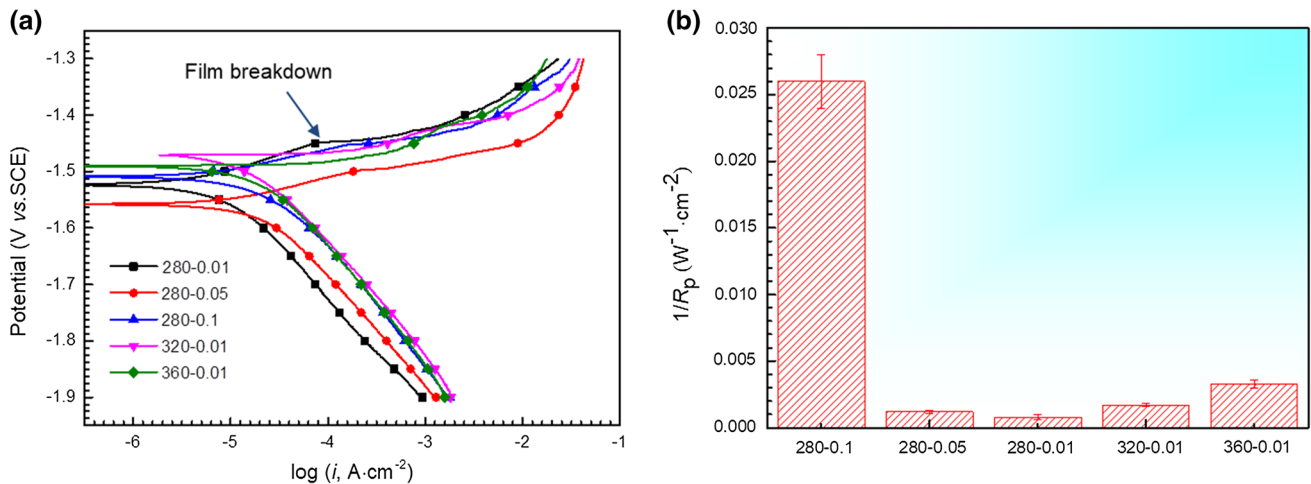 (a)
Potential (V vs.SCE)
-1.3
-1.4
-1.5
-1.6
-1.7
-1.8
-1.9
Film breakdown
280-0.01
280-0.05
280-0.1
320-0.01
360-0.01
-6 -5 -4 -3 -2 -1
log (i, A·cm⁻²)
(b)
1/Rp (W⁻¹·cm⁻²)
0.030
0.025
0.020
0.015
0.010
0.005
0.000
280-0.1 280-0.05 280-0.01 320-0.01 360-0.01